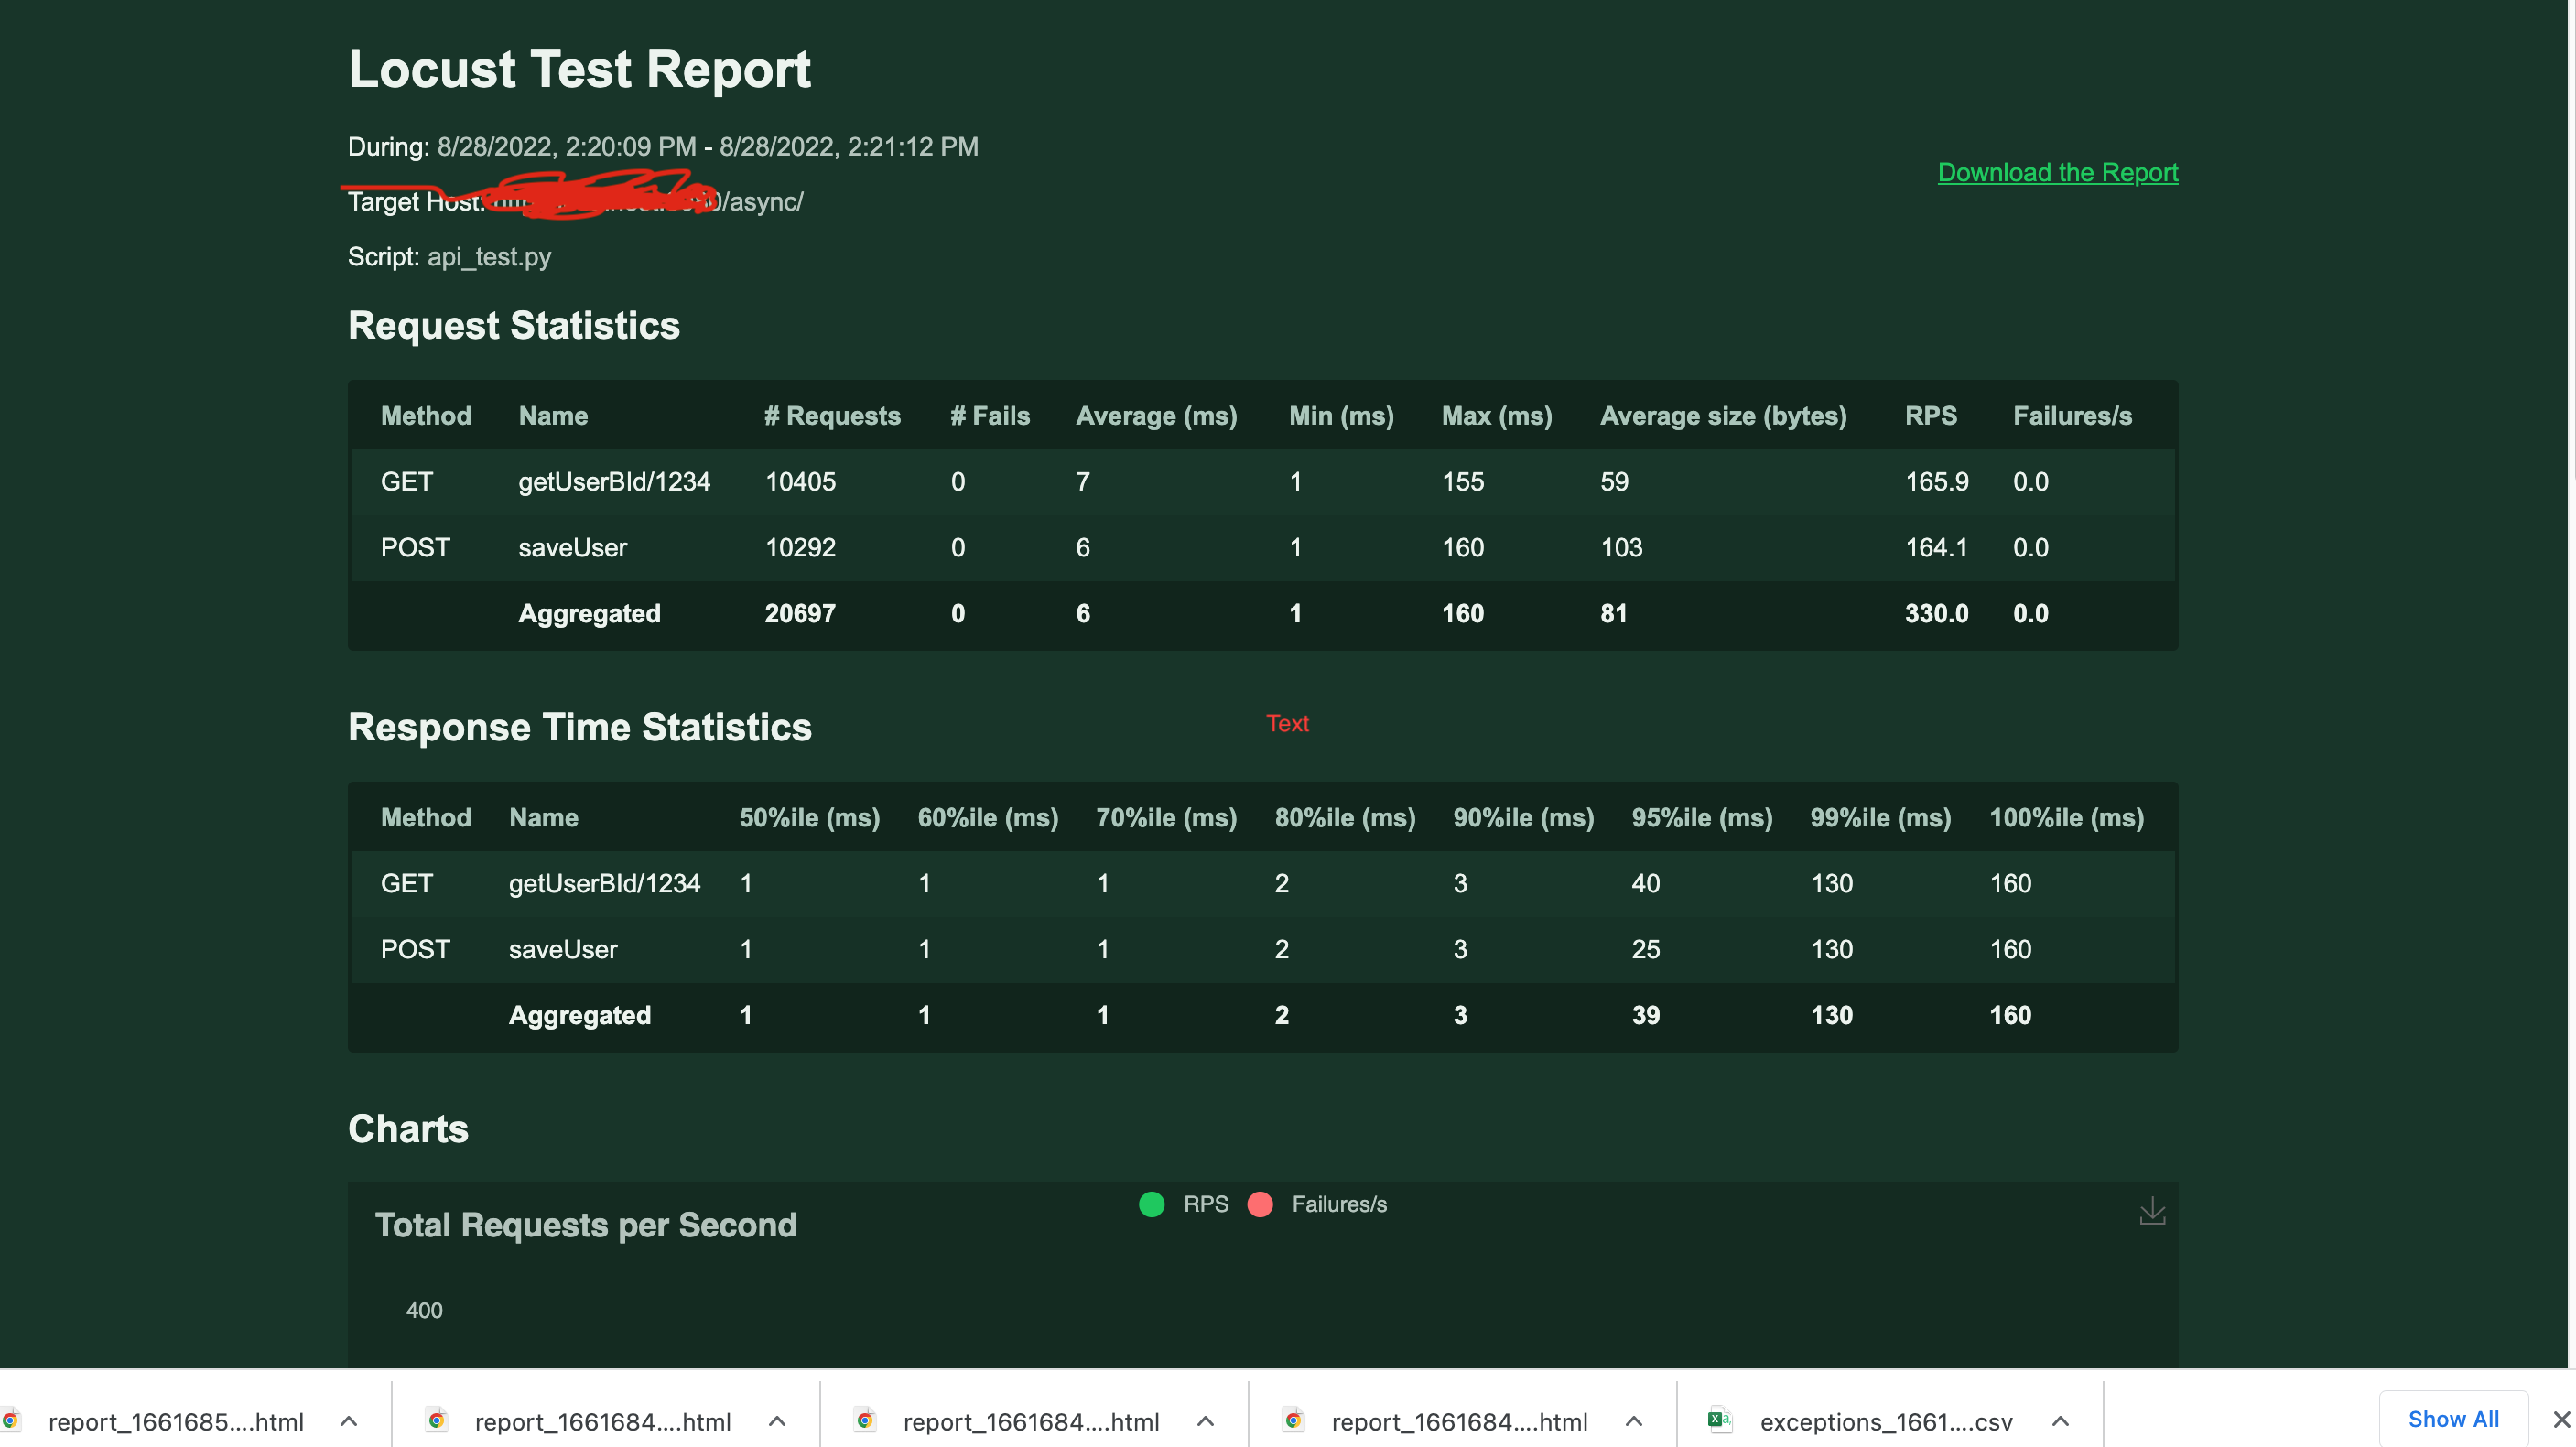 Locust Test Report
During: 8/28/2022, 2:20:09 PM - 8/28/2022, 2:21:12 PM
Download the Report
Target Host: /async/
Script: api_test.py
Request Statistics
Method Name # Requests # Fails Average (ms) Min (ms) Max (ms) Average size (bytes) RPS Failures/s
GET getUserBId/1234 10405 0 7 1 155 59 165.9 0.0
POST saveUser 10292 0 6 1 160 103 164.1 0.0
Aggregated 20697 0 6 1 160 81 330.0 0.0
Response Time Statistics
Text
Method Name 50%ile (ms) 60%ile (ms) 70%ile (ms) 80%ile (ms) 90%ile (ms) 95%ile (ms) 99%ile (ms) 100%ile (ms)
GET getUserBId/1234 1 1 1 2 3 40 130 160
POST saveUser 1 1 1 2 3 25 130 160
Aggregated 1 1 1 2 3 39 130 160
Charts
RPS Failures/s
Total Requests per Second
400
report_1661685....html report_1661684....html report_1661684....html report_1661684....html exceptions_1661....csv Show All